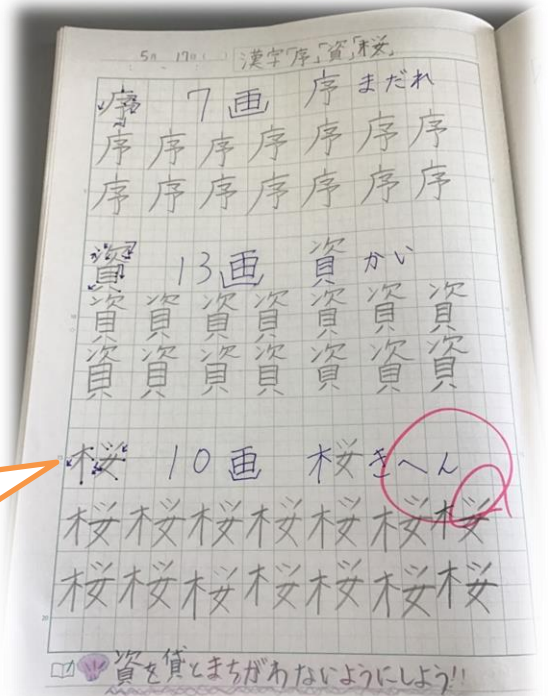 5月 17日( ) 漢字「序」「資」「桜」
序 7画 序 まだれ
序 序 序 序 序 序 序
序 序 序 序 序 序 序
資 13画 資 かい
資 資 資 資 資 資 資
資 資 資 資 資 資 資
桜 10画 桜 きへん
桜 桜 桜 桜 桜 桜 桜
桜 桜 桜 桜 桜 桜 桜
資を貸とまちがわないようにしよう!!